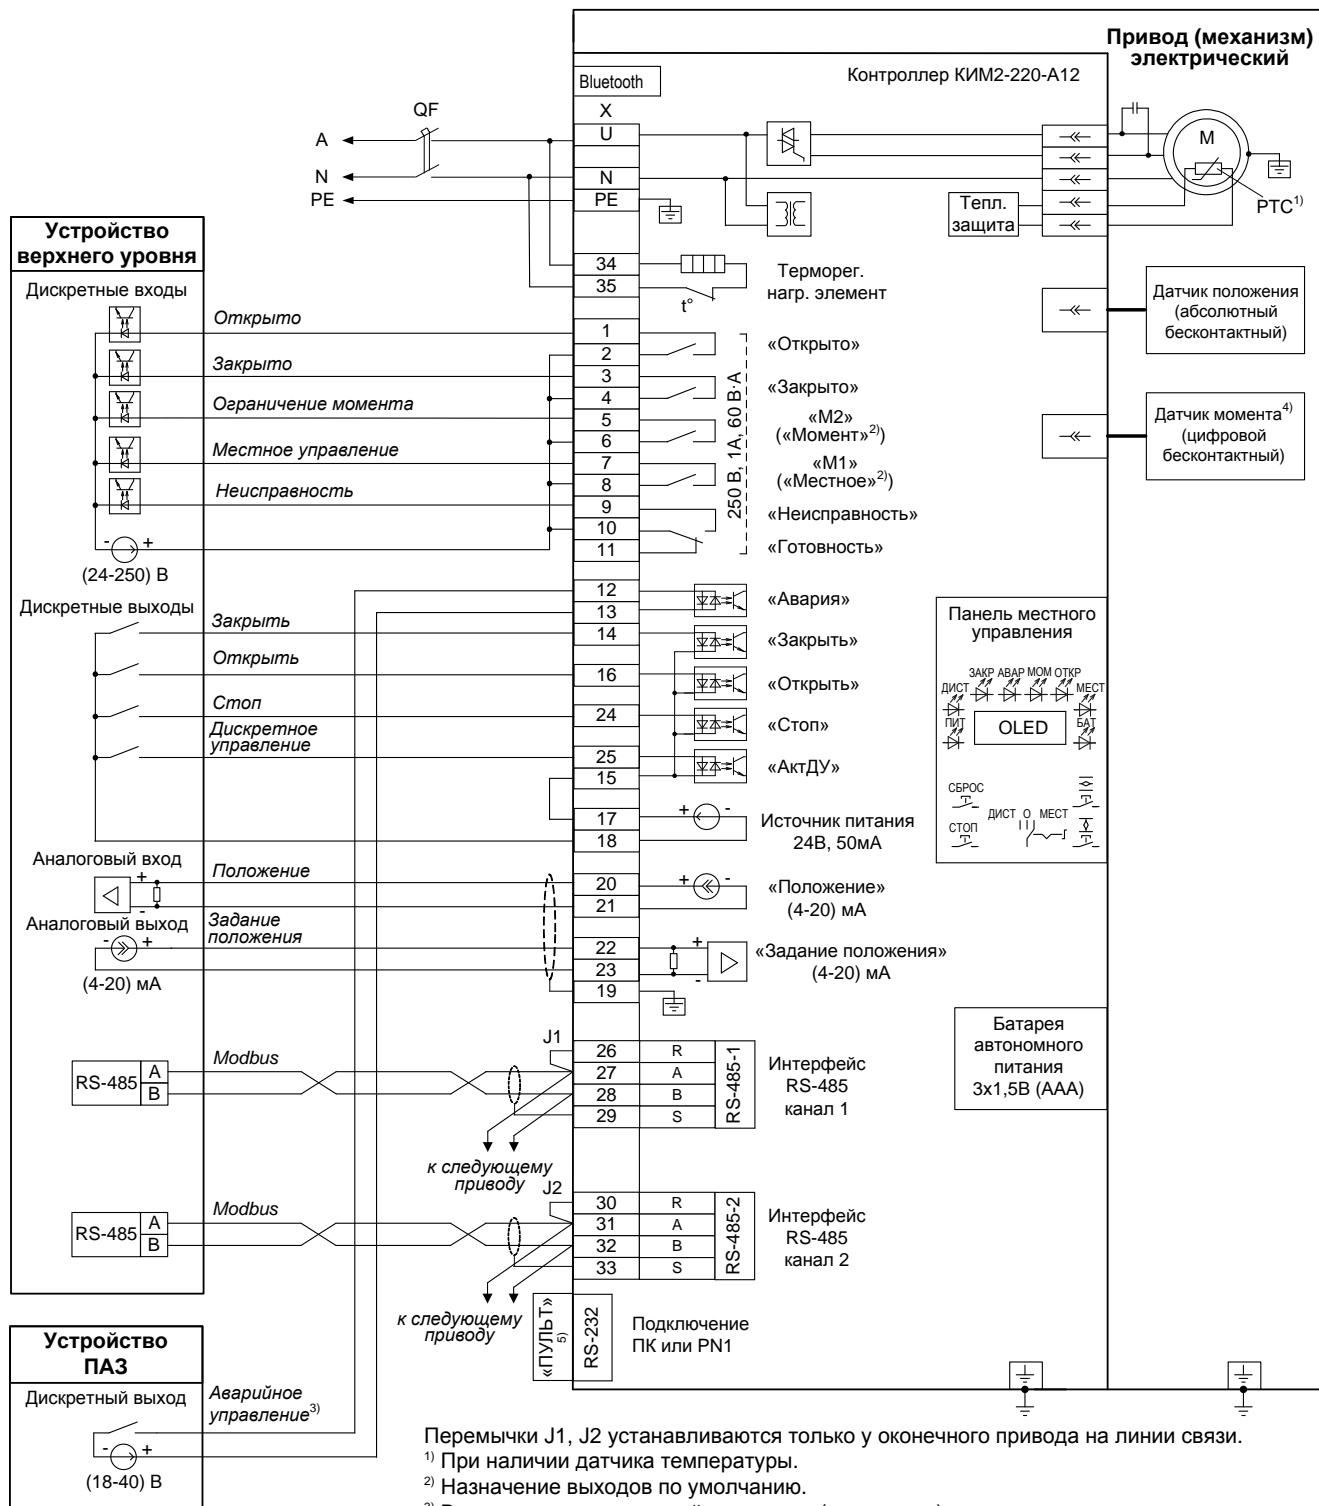 Привод (механизм)
электрический
Контроллер КИМ2-220-А12
Bluetooth
X
QF
A
U
N
N
PE
PE
M
PTC1)
Тепл.
защита
Устройство
верхнего уровня
34
35
t°
Терморег.
нагр. элемент
Датчик положения
(абсолютный
бесконтактный)
Датчик момента4)
(цифровой
бесконтактный)
Дискретные входы
Открыто
Закрыто
Ограничение момента
Местное управление
Неисправность
- +
(24-250) В
1
2
3
4
5
6
7
8
9
10
11
250 В, 1А, 60 В·А
«Открыто»
«Закрыто»
«М2»
(«Момент»2))
«М1»
(«Местное»2))
«Неисправность»
«Готовность»
Дискретные выходы
Закрыть
Открыть
Стоп
Дискретное
управление
12
13
14
16
24
25
15
17
18
«Авария»
«Закрыть»
«Открыть»
«Стоп»
«АктДУ»
+ -
Источник питания
24В, 50мА
Панель местного
управления
ЗАКР АВАР МОМ ОТКР
ДИСТ
МЕСТ
ПИТ
OLED
БАТ
СБРОС
СТОП
ДИСТ О МЕСТ
Аналоговый вход
+
-
Положение
20
21
+ -
«Положение»
(4-20) мА
Аналоговый выход
- +
(4-20) мА
Задание
положения
22
23
19
+
-
«Задание положения»
(4-20) мА
Батарея
автономного
питания
3х1,5В (ААА)
RS-485
A
B
Modbus
J1
26 R
27 A
28 B
29 S
RS-485-1
Интерфейс
RS-485
канал 1
к следующему
приводу
RS-485
A
B
Modbus
J2
30 R
31 A
32 B
33 S
RS-485-2
Интерфейс
RS-485
канал 2
к следующему
приводу
«ПУЛЬТ»
5)
RS-232
Подключение
ПК или PN1
Устройство
ПАЗ
Дискретный выход
Аварийное
управление3)
- +
(18-40) В
Перемычки J1, J2 устанавливаются только у оконечного привода на линии связи.
1) При наличии датчика температуры.
2) Назначение выходов по умолчанию.